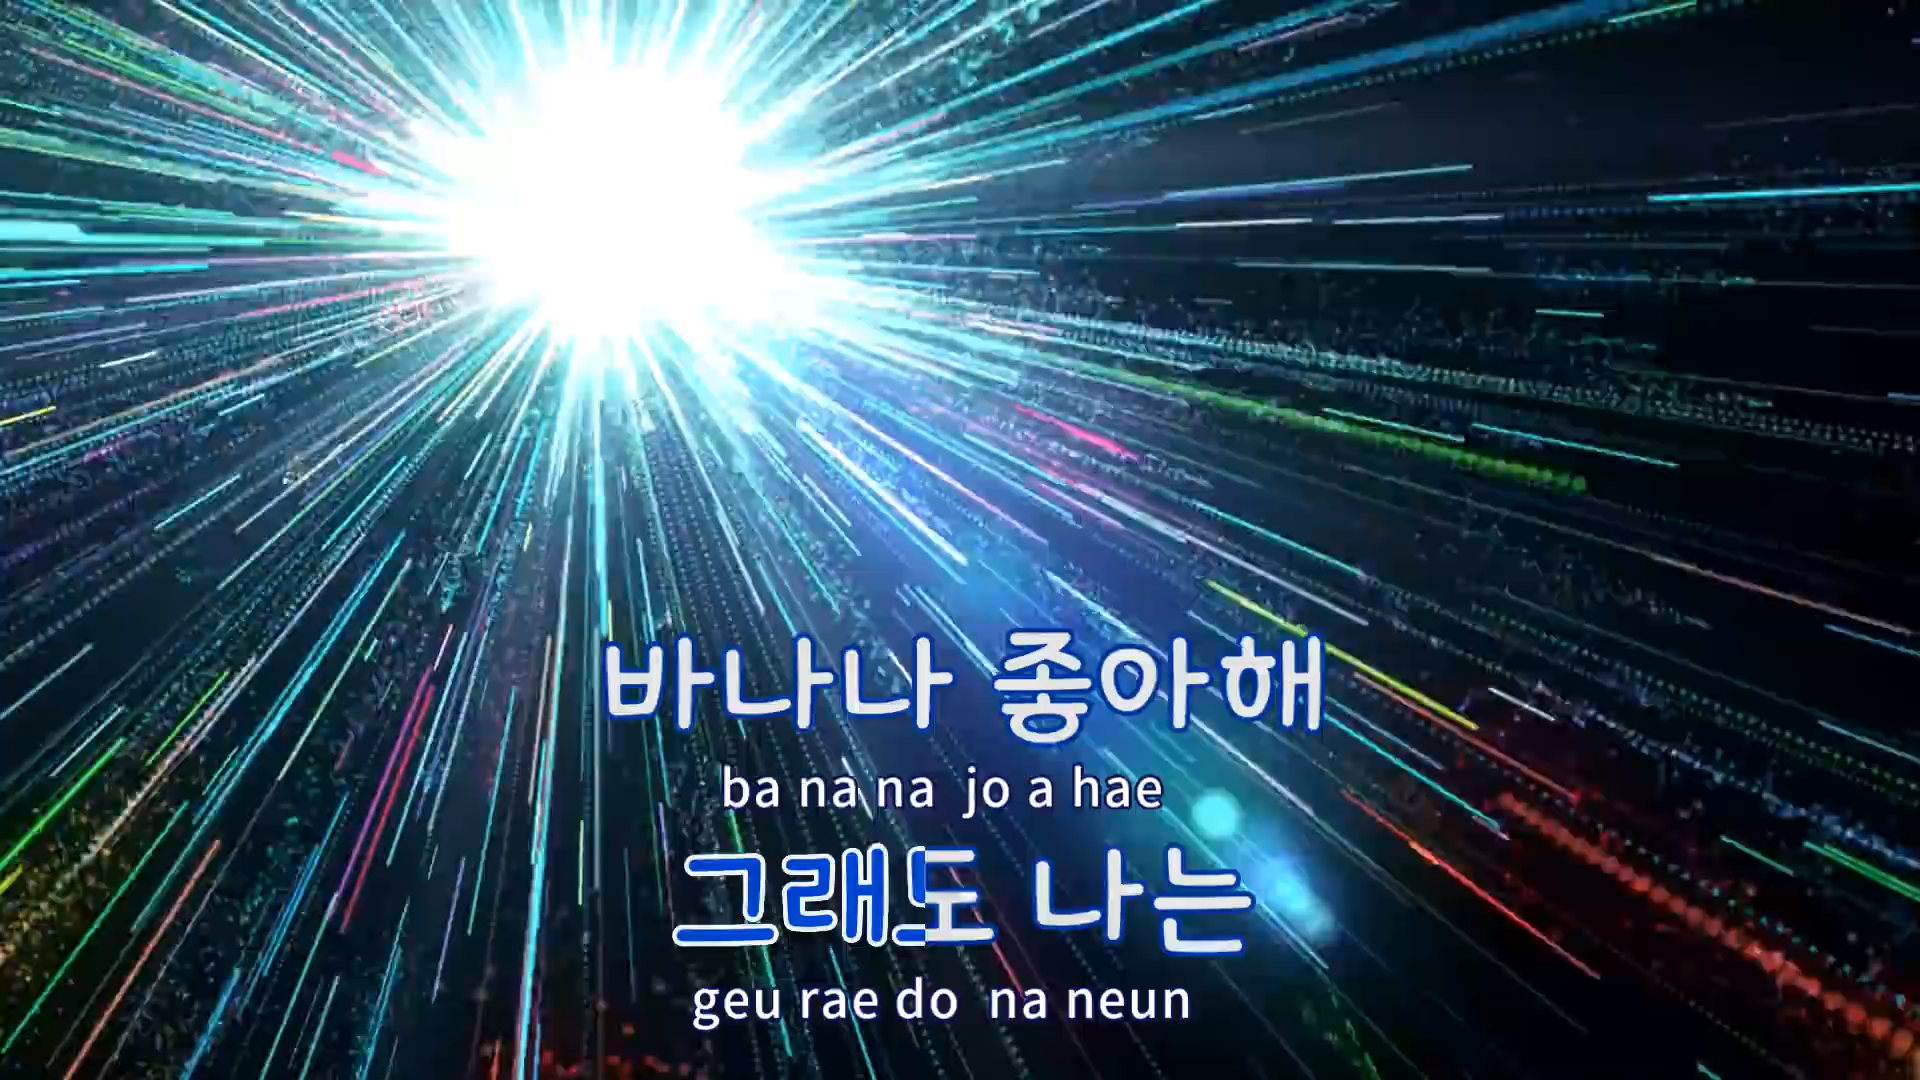 바나나 좋아해
ba na na jo a hae
그래도 나는
geu rae do na neun